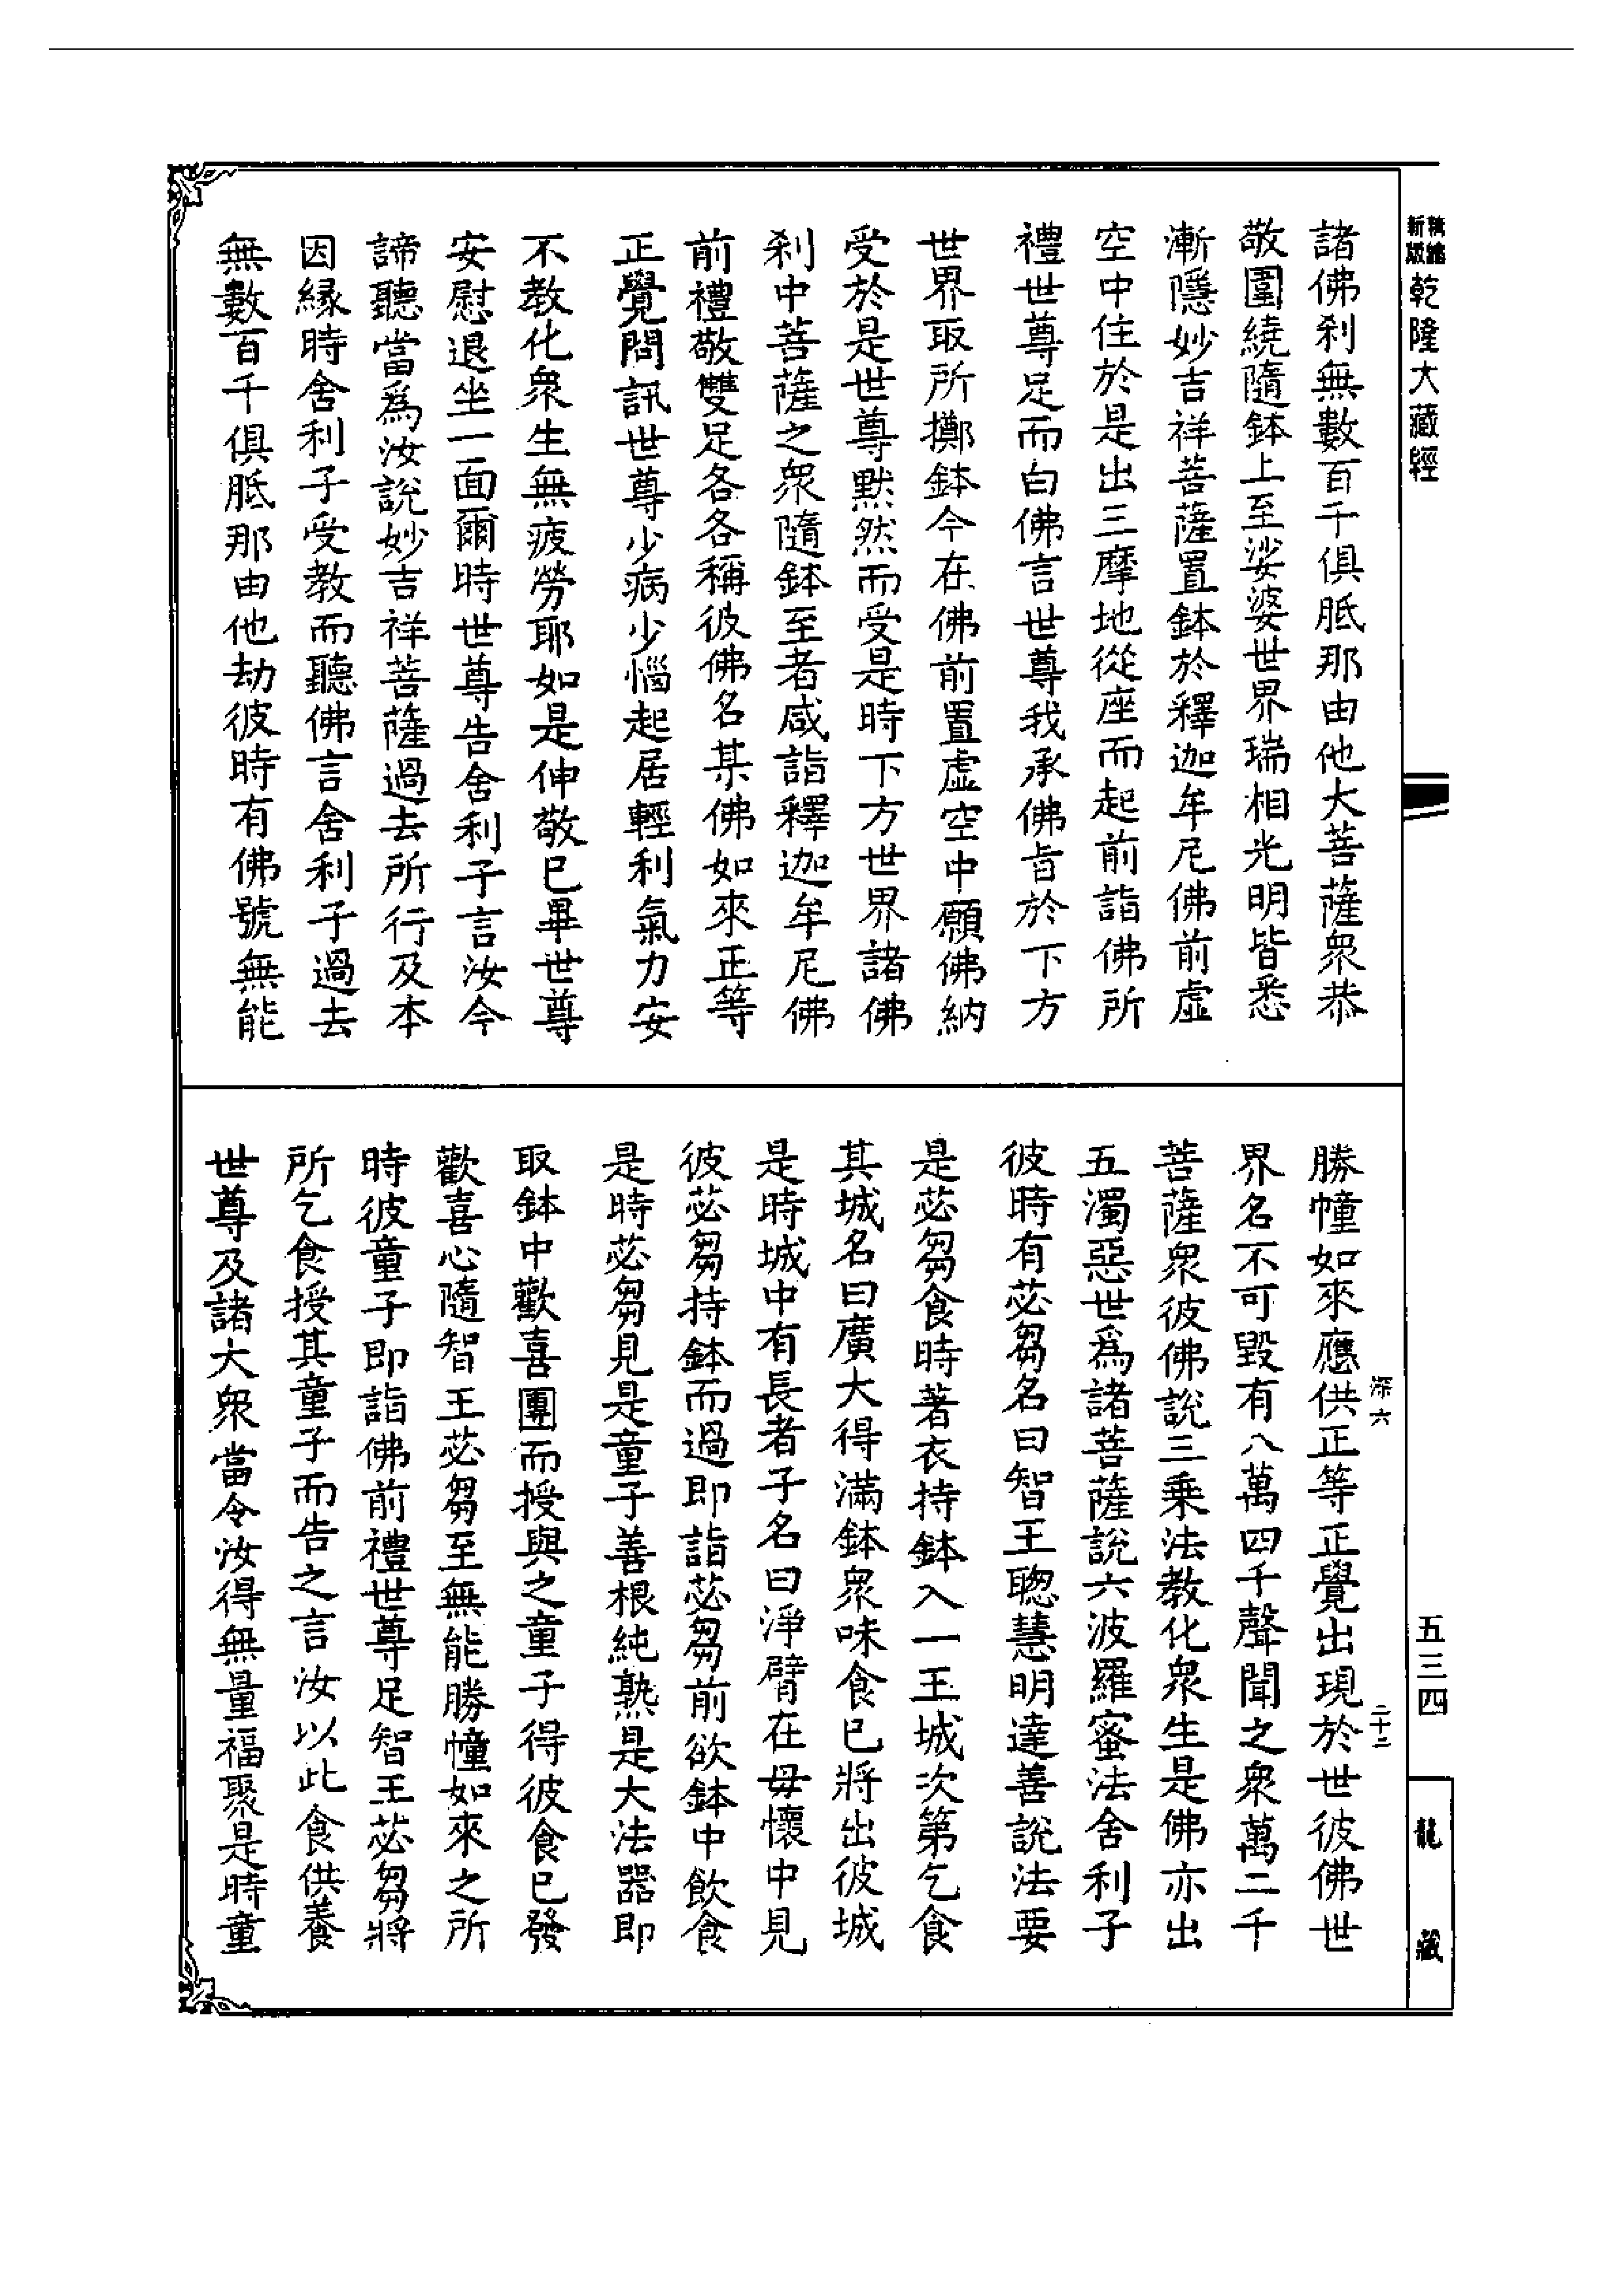 新編縮版
乾隆大藏經
諸佛刹無數百千俱胝那由他大菩薩衆恭
敬圍繞隨鉢上至娑婆世界瑞相光明皆悉
漸隱妙吉祥菩薩置鉢於釋迦牟尼佛前虛
空中住於是出三摩地從座而起前詣佛所
禮世尊足而白佛言世尊我承佛旨於下方
世界取所擲鉢今在佛前置虛空中願佛納
受於是世尊默然而受是時下方世界諸佛
刹中菩薩之衆隨鉢至者咸詣釋迦牟尼佛
前禮敬雙足各各稱彼佛名某佛如來正等
正覺問訊世尊少病少惱起居輕利氣力安
不教化衆生無疲勞耶如是伸敬已畢世尊
安慰退坐一面爾時世尊告舍利子言汝今
諦聽當爲汝說妙吉祥菩薩過去所行及本
因緣時舍利子受教而聽佛言舍利子過去
無數百千俱胝那由他劫彼時有佛號無能
勝幢如來應供正等正覺出現於世彼佛世
界名不可毀有八萬四千聲聞之衆萬二千
菩薩衆彼佛說三乘法教化衆生是佛亦出
五濁惡世爲諸菩薩說六波羅蜜法舍利子
彼時有苾芻名曰智王聰慧明達善說法要
是苾芻食時著衣持鉢入一王城次第乞食
其城名曰廣大得滿鉢衆味食已將出彼城
是時城中有長者子名曰淨臂在毋懷中見
彼苾芻持鉢而過即詣苾芻前欲鉢中飲食
是時苾芻見是童子善根純熟是大法器即
取鉢中歡喜團而授與之童子得彼食已發
歡喜心隨智王苾芻至無能勝幢如來之所
時彼童子即詣佛前禮世尊足智王苾芻將
所乞食授其童子而告之言汝以此食供養
世尊及諸大衆當令汝得無量福聚是時童
深六
二十二
五三四
龍藏